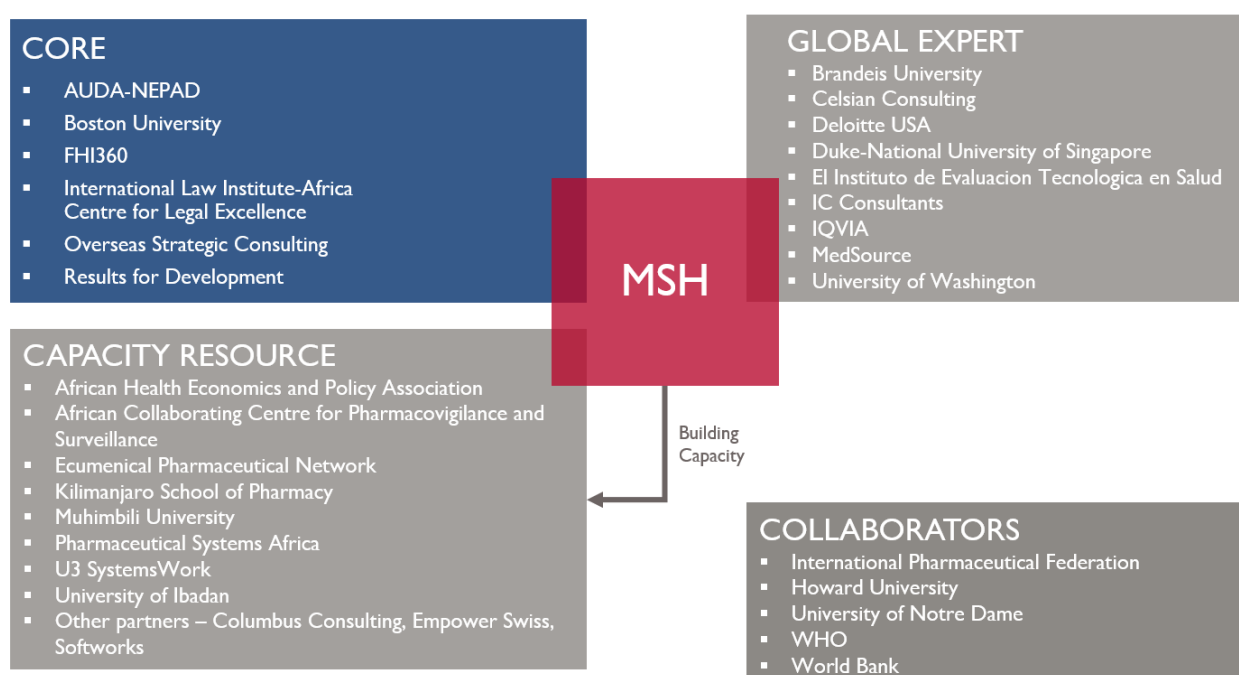 CORE
▪ AUDA-NEPAD
▪ Boston University
▪ FHI360
▪ International Law Institute-Africa
Centre for Legal Excellence
▪ Overseas Strategic Consulting
▪ Results for Development
GLOBAL EXPERT
▪ Brandeis University
▪ Celsian Consulting
▪ Deloitte USA
▪ Duke-National University of Singapore
▪ El Instituto de Evaluacion Tecnologica en Salud
▪ IC Consultants
▪ IQVIA
▪ MedSource
▪ University of Washington
MSH
CAPACITY RESOURCE
▪ African Health Economics and Policy Association
▪ African Collaborating Centre for Pharmacovigilance and
Surveillance
▪ Ecumenical Pharmaceutical Network
▪ Kilimanjaro School of Pharmacy
▪ Muhimbili University
▪ Pharmaceutical Systems Africa
▪ U3 SystemsWork
▪ University of Ibadan
▪ Other partners – Columbus Consulting, Empower Swiss,
Softworks
Building
Capacity
COLLABORATORS
▪ International Pharmaceutical Federation
▪ Howard University
▪ University of Notre Dame
▪ WHO
▪ World Bank